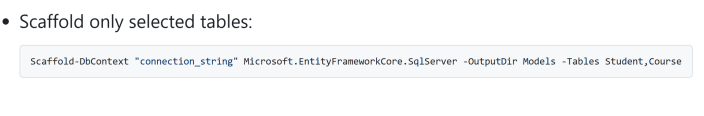 Scaffold only selected tables:
Scaffold-DbContext "connection_string" Microsoft.EntityFrameworkCore.SqlServer -OutputDir Models -Tables Student,Course